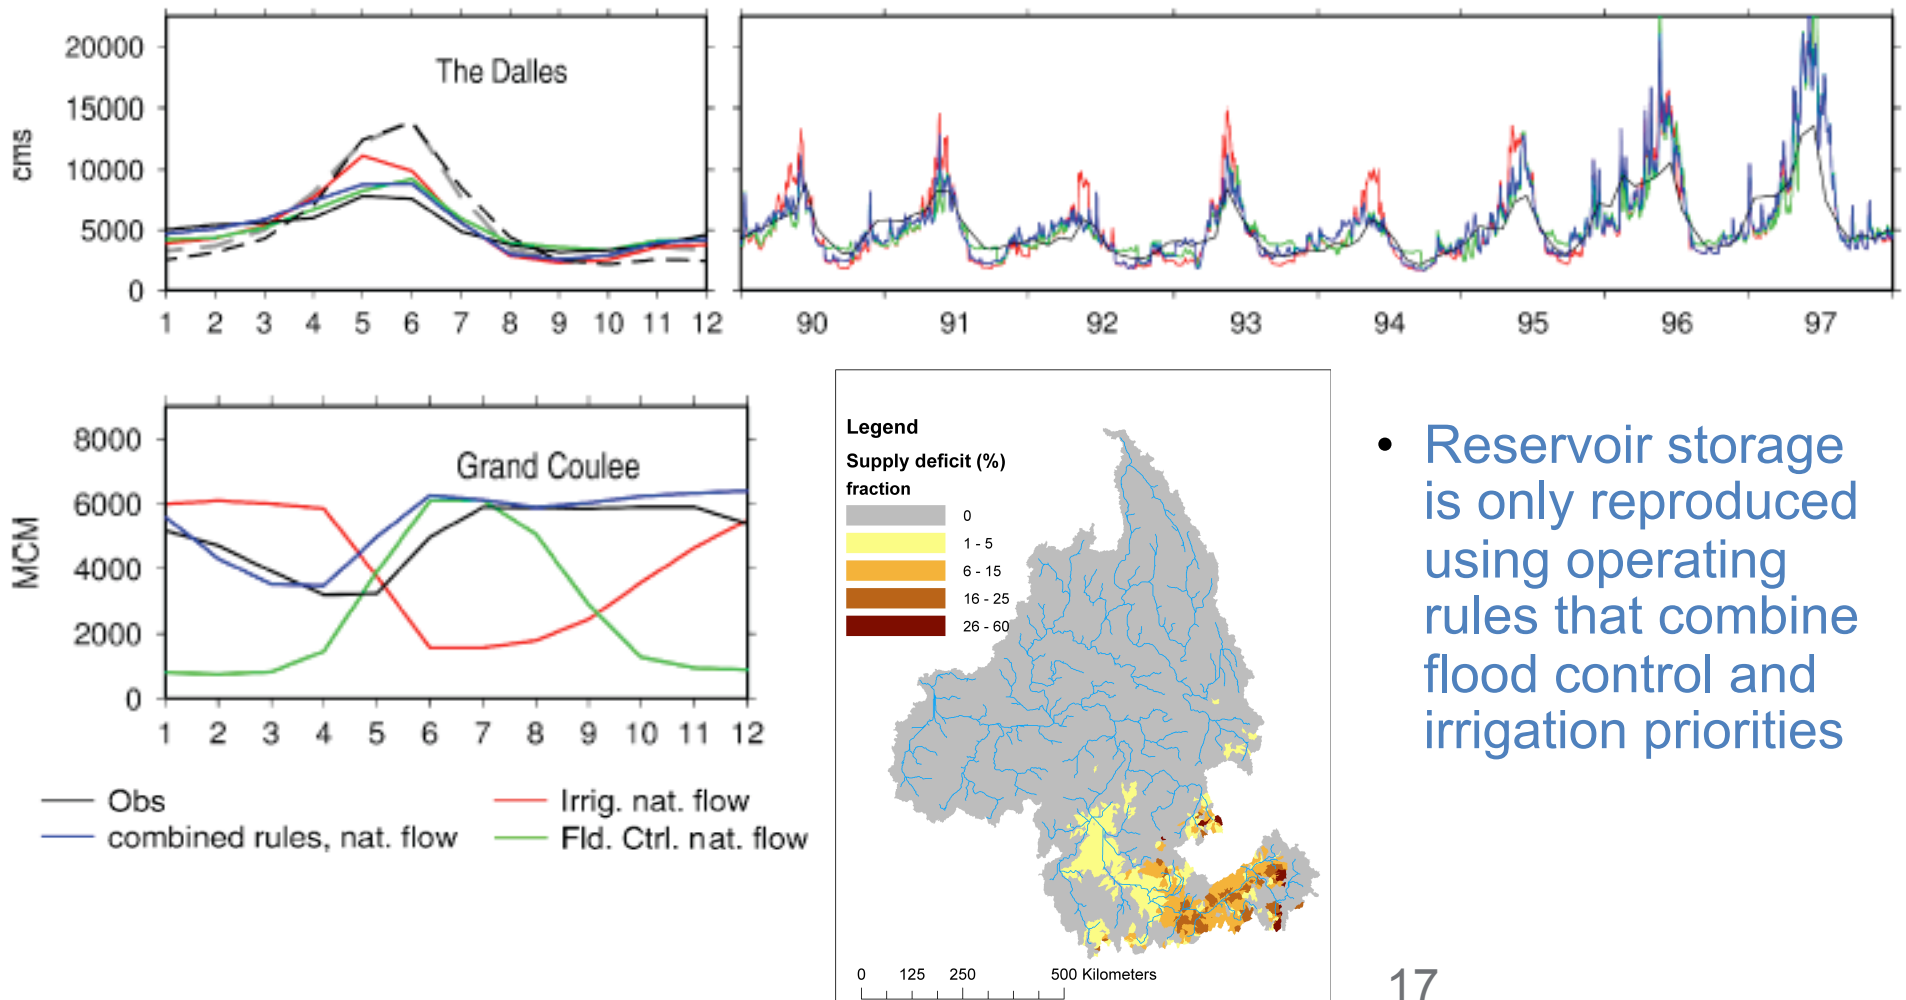 20000
15000
10000
5000
0
cms
The Dalles
1 2 3 4 5 6 7 8 9 10 11 12
90 91 92 93 94 95 96 97
8000
6000
4000
2000
0
MCM
Grand Coulee
1 2 3 4 5 6 7 8 9 10 11 12
Obs
Irrig. nat. flow
combined rules, nat. flow
Fld. Ctrl. nat. flow
Legend
Supply deficit (%)
fraction
0
1 - 5
6 - 15
16 - 25
26 - 60
0 125 250 500 Kilometers
• Reservoir storage
is only reproduced
using operating
rules that combine
flood control and
irrigation priorities
17